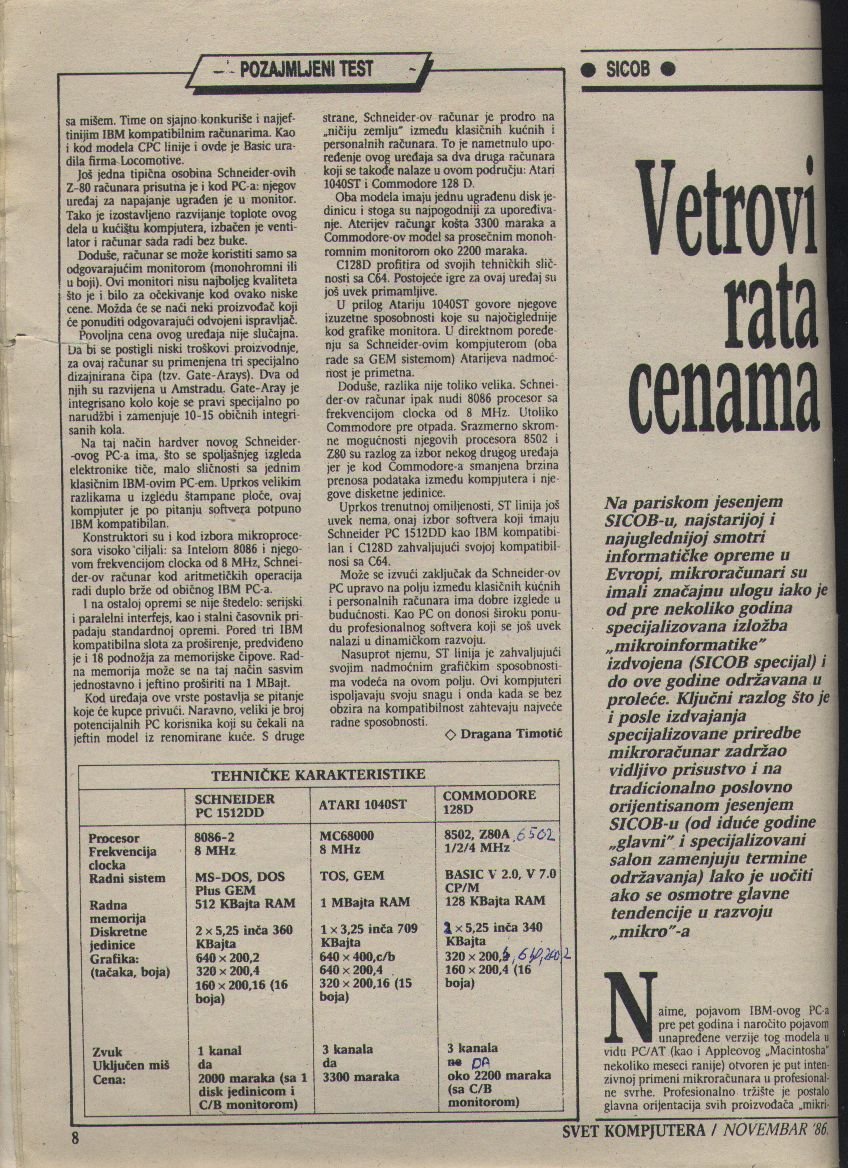 POZAJMLJENI TEST
sa mišem. Time on sjajno konkuriše i najjef-
tinijim IBM kompatibilnim računarima. Kao
i kod modela CPC linije i ovde je Basic ura-
dila firma Locomotive.
Još jedna tipična osobina Schneider-ovih
Z-80 računara prisutna je i kod PC-a: njegov
uređaj za napajanje ugrađen je u monitor.
Tako je izostavljeno razvijanje toplote ovog
dela u kućištu kompjutera, izbačen je venti-
lator i računar sada radi bez buke.
Doduše, računar se može koristiti samo sa
odgovarajućim monitorom (monohromni ili
u boji). Ovi monitori nisu najboljeg kvaliteta
što je i bilo za očekivanje kod ovako niske
cene. Možda će se naći neki proizvođač koji
će ponuditi odgovarajući odvojeni ispravljač.
Povoljna cena ovog uređaja nije slučajna.
Da bi se postigli niski troškovi proizvodnje,
za ovaj računar su primenjena tri specijalno
dizajnirana čipa (tzv. Gate-Arays). Dva od
njih su razvijena u Amstradu. Gate-Aray je
integrisano kolo koje se pravi specijalno po
narudžbi i zamenjuje 10-15 običnih integri-
sanih kola.
Na taj način hardver novog Schneider-
-ovog PC-a ima, što se spoljašnjeg izgleda
elektronike tiče, malo sličnosti sa jednim
klasičnim IBM-ovim PC-em. Uprkos velikim
razlikama u izgledu štampane ploče, ovaj
kompjuter je po pitanju softvera potpuno
IBM kompatibilan.
Konstruktori su i kod izbora mikroproce-
sora visoko ciljali: sa Intelom 8086 i njego-
vom frekvencijom clocka od 8 MHz, Schnei-
der-ov računar kod aritmetičkih operacija
radi duplo brže od običnog IBM PC-a.
I na ostaloj opremi se nije štedelo: serijski
i paralelni interfejs, kao i stalni časovnik pri-
padaju standardnoj opremi. Pored tri IBM
kompatibilna slota za proširenje, predviđeno
je i 18 podnožja za memorijske čipove. Rad-
na memorija može se na taj način sasvim
jednostavno i jeftino proširiti na 1 MBajt.
Kod uređaja ove vrste postavlja se pitanje
koje će kupce privući. Naravno, veliki je broj
potencijalnih PC korisnika koji su čekali na
jeftin model iz renomirane kuće. S druge
strane, Schneider-ov računar je prodro na
„ničiju zemlju" između klasičnih kućnih i
personalnih računara. To je nametnulo upo-
ređenje ovog uređaja sa dva druga računara
koji se takođe nalaze u ovom području: Atari
1040ST i Commodore 128 D.
Oba modela imaju jednu ugrađenu disk je-
dinicu i stoga su najpogodniji za upoređiva-
nje. Aterijev računar košta 3300 maraka a
Commodore-ov model sa prosečnim monoh-
romnim monitorom oko 2200 maraka.
C128D profitira od svojih tehničkih slič-
nosti sa C64. Postojeće igre za ovaj uređaj su
još uvek primamljive.
U prilog Atariju 1040ST govore njegove
izuzetne sposobnosti koje su najočiglednije
kod grafike monitora. U direktnom poređe-
nju sa Schneider-ovim kompjuterom (oba
rade sa GEM sistemom) Atarijeva nadmoć-
nost je primetna.
Doduše, razlika nije toliko velika. Schnei-
der-ov računar ipak nudi 8086 procesor sa
frekvencijom clocka od 8 MHz. Utoliko
Commodore pre otpada. Srazmerno skrom-
ne mogućnosti njegovih procesora 8502 i
Z80 su razlog za izbor nekog drugog uređaja
jer je kod Commodore-a smanjena brzina
prenosa podataka između kompjutera i nje-
gove disketne jedinice.
Uprkos trenutnoj omiljenosti, ST linija još
uvek nema, onaj izbor softvera koji imaju
Schneider PC 1512DD kao IBM kompatibi-
lan i C128D zahvaljujući svojoj kompatibil-
nosi sa C64.
Može se izvući zaključak da Schneider-ov
PC upravo na polju između klasičnih kućnih
i personalnih računara ima dobre izglede u
budućnosti. Kao PC on donosi široku ponu-
du profesionalnog softvera koji se još uvek
nalazi u dinamičkom razvoju.
Nasuprot njemu, ST linija je zahvaljujući
svojim nadmoćnim grafičkim sposobnosti-
ma vodeća na ovom polju. Ovi kompjuteri
ispoljavaju svoju snagu i onda kada se bez
obzira na kompatibilnost zahtevaju najveće
radne sposobnosti.
◇ Dragana Timotić
TEHNIČKE KARAKTERISTIKE
SCHNEIDER PC 1512DD ATARI 1040ST COMMODORE 128D
Procesor 8086-2 MC68000 8502, Z80A, 6502
Frekvencija clocka 8 MHz 8 MHz 1/2/4 MHz
Radni sistem MS-DOS, DOS Plus GEM TOS, GEM BASIC V 2.0, V 7.0 CP/M
Radna memorija 512 KBajta RAM 1 MBajta RAM 128 KBajta RAM
Diskretne jedinice 2 x 5,25 inča 360 KBajta 1 x 3,25 inča 709 KBajta 1 x 5,25 inča 340 KBajta
Grafika: (tačaka, boja) 640 x 200,2 640 x 400,c/b 320 x 200, 640,200,2
320 x 200,4 640 x 200,4 160 x 200,4 (16 boja)
160 x 200,16 (16 boja) 320 x 200,16 (15 boja)
Zvuk 1 kanal 3 kanala 3 kanala
Uključen miš da da ne DA
Cena: 2000 maraka (sa 1 disk jedinicom i C/B monitorom) 3300 maraka oko 2200 maraka (sa C/B monitorom)
8
● SICOB ●
Vetrovi
rata
cenama
Na pariskom jesenjem
SICOB-u, najstarijoj i
najuglednijoj smotri
informatičke opreme u
Evropi, mikroračunari su
imali značajnu ulogu iako je
od pre nekoliko godina
specijalizovana izložba
„mikroinformatike"
izdvojena (SICOB specijal) i
do ove godine održavana u
proleće. Ključni razlog što je
i posle izdvajanja
specijalizovane priredbe
mikroračunar zadržao
vidljivo prisustvo i na
tradicionalno poslovno
orijentisanom jesenjem
SICOB-u (od iduće godine
„glavni" i specijalizovani
salon zamenjuju termine
održavanja) lako je uočiti
ako se osmotre glavne
tendencije u razvoju
„mikro"-a
Naime, pojavom IBM-ovog PC-a
pre pet godina i naročito pojavom
unapređene verzije tog modela u
vidu PC/AT (kao i Appleovog „Macintosha"
nekoliko meseci ranije) otvoren je put inten-
zivnoj primeni mikroračunara u profesional-
ne svrhe. Profesionalno tržište je postalo
glavna orijentacija svih proizvođača „mikri-
SVET KOMPJUTERA / NOVEMBAR '86.